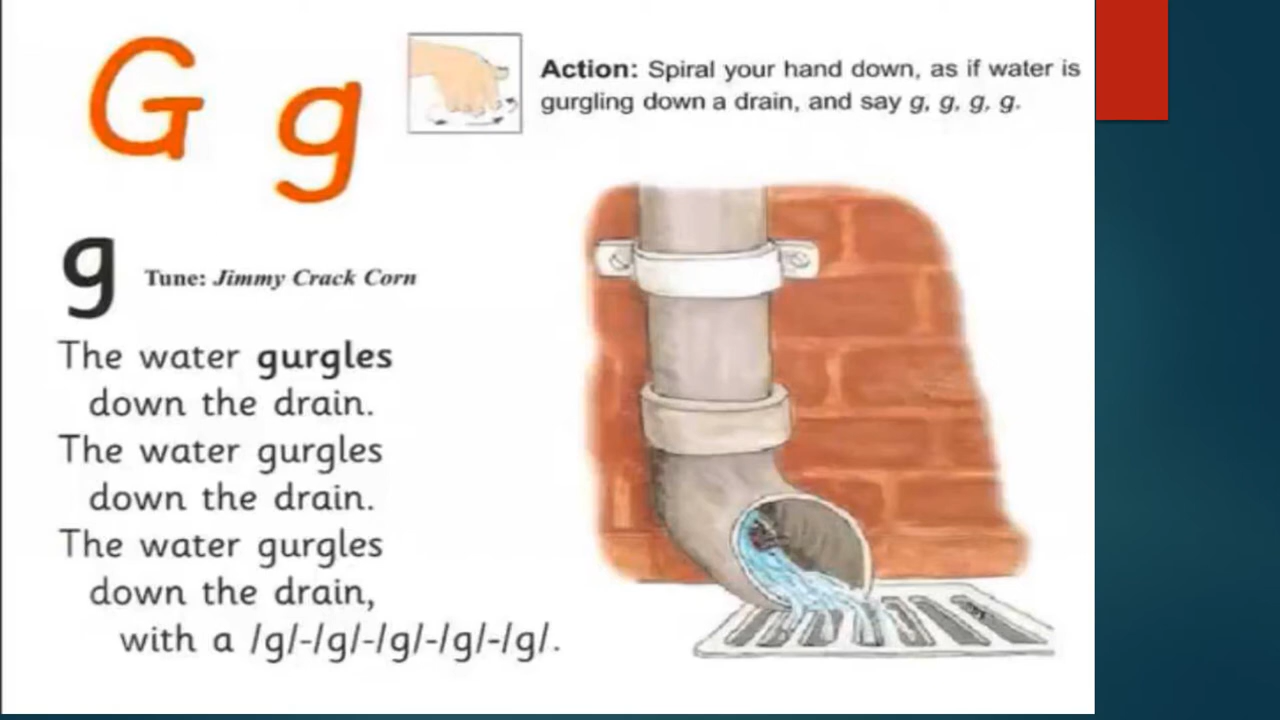 G g
Action: Spiral your hand down, as if water is
gurgling down a drain, and say g, g, g, g.
g
Tune: Jimmy Crack Corn
The water gurgles
down the drain.
The water gurgles
down the drain.
The water gurgles
down the drain,
with a /g/-/g/-/g/-/g/-/g/.